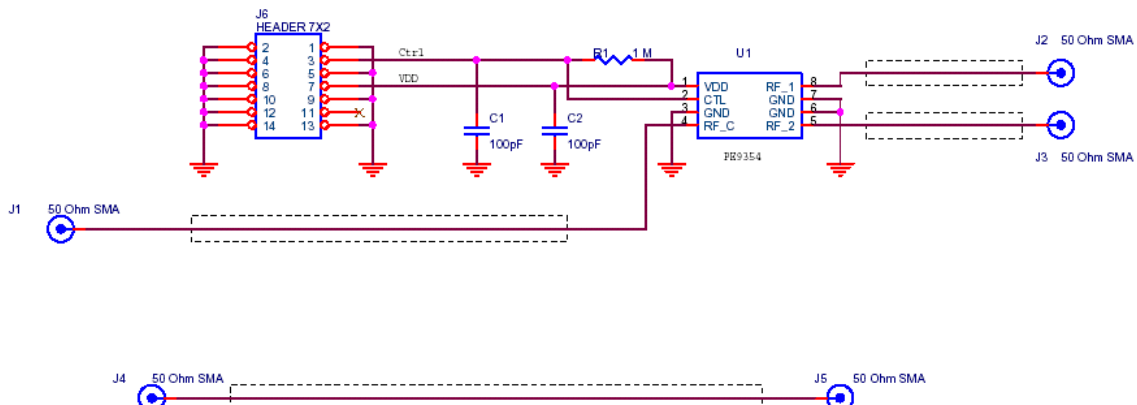 J6
HEADER 7X2
2 1
4 3
6 5
8 7
10 9
12 11
14 13
Ctrl
VDD
R1 1 M
C1
100pF
C2
100pF
U1
1 VDD RF_1 8
2 CTL GND 7
3 GND GND 6
4 RF_C RF_2 5
PE9354
J2 50 Ohm SMA
J3 50 Ohm SMA
J1 50 Ohm SMA
J4 50 Ohm SMA
J5 50 Ohm SMA